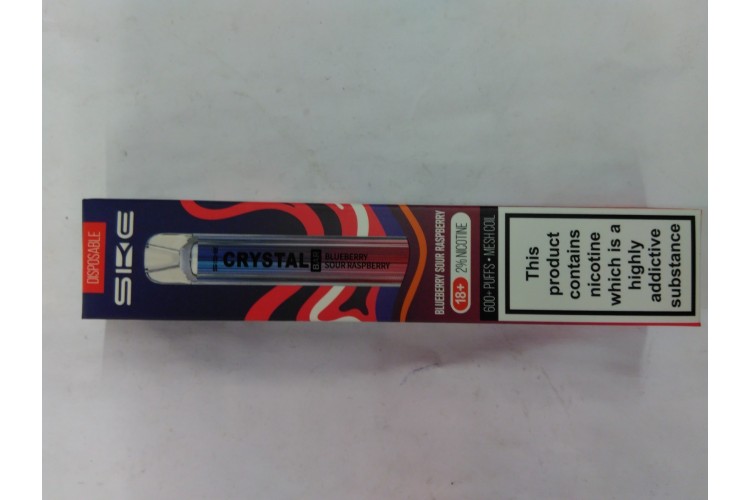 DISPOSABLE
SKE
CRYSTAL
BAR
BLUEBERRY
SOUR RASPBERRY
BLUEBERRY SOUR RASPBERRY
18+ 2% NICOTINE
600+ PUFFS • MESH COIL
This
product
contains
nicotine
which is a
highly
addictive
substance